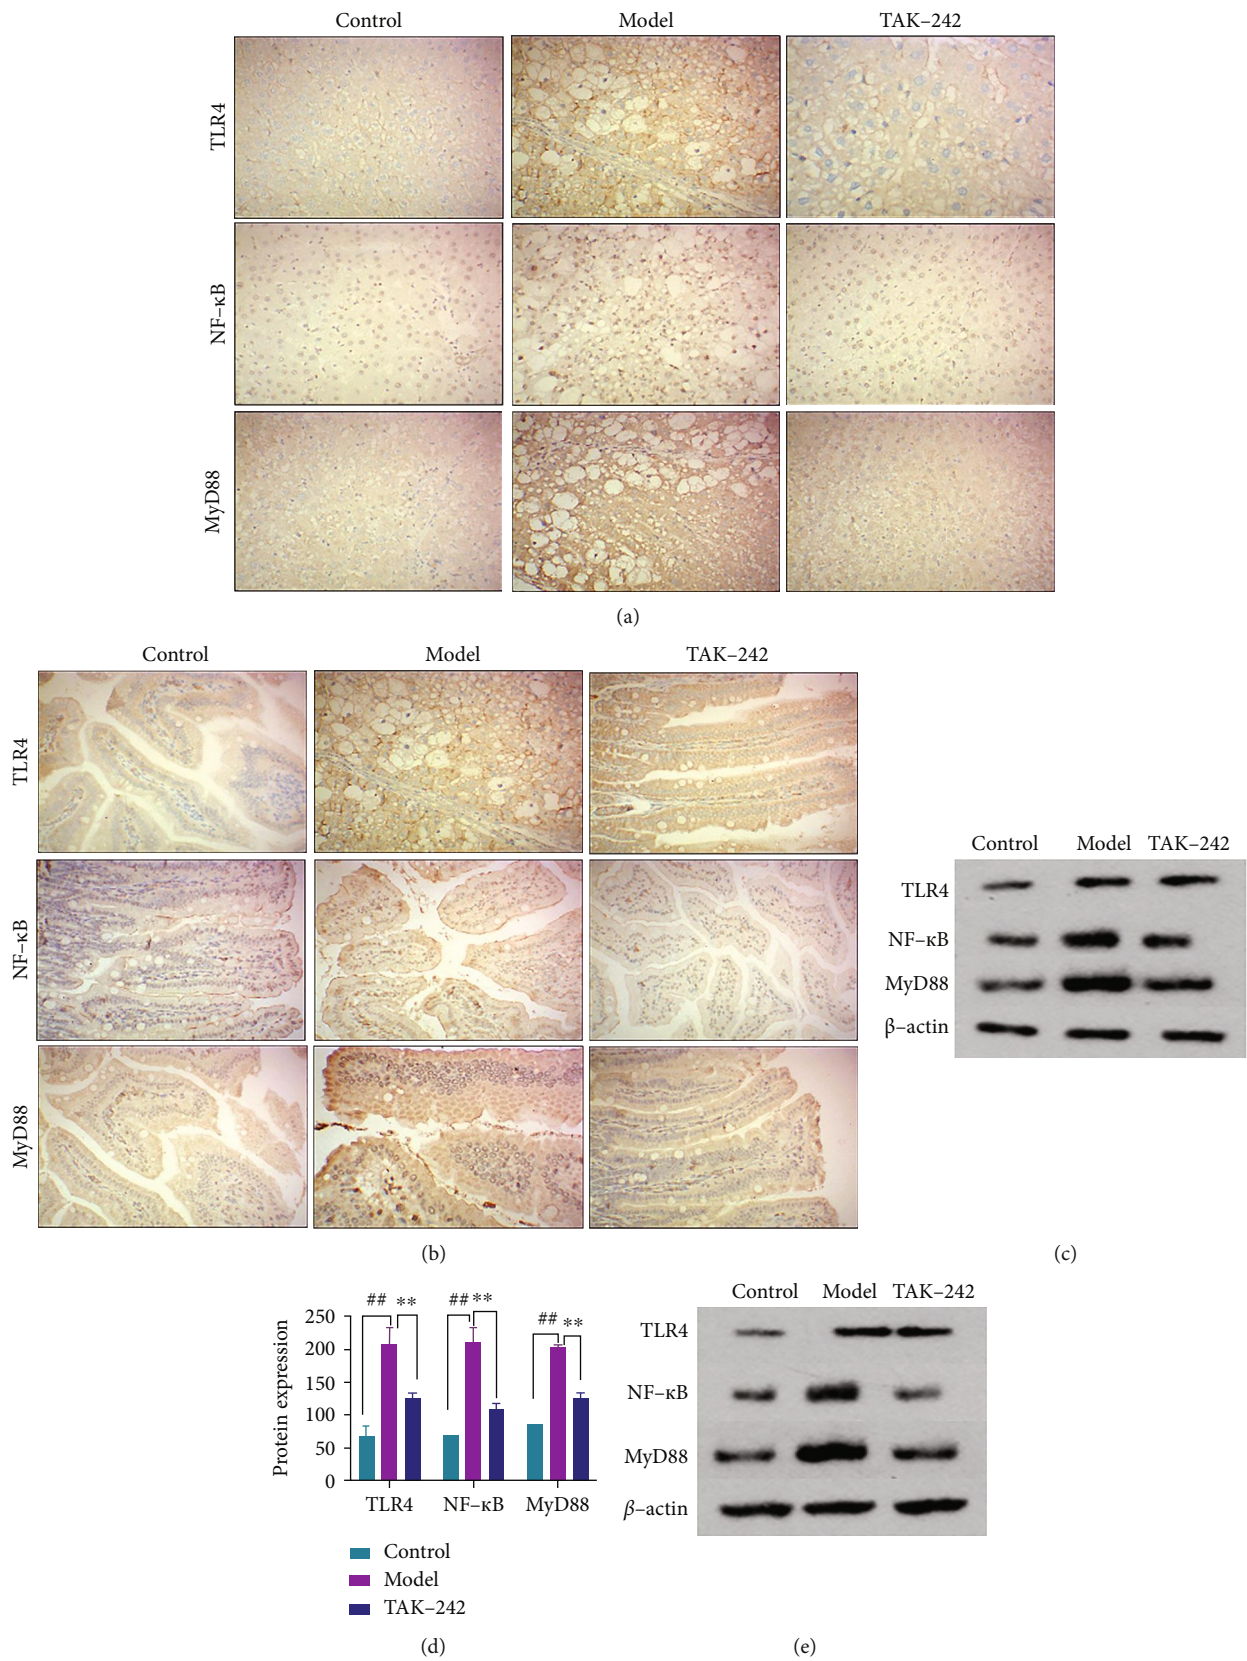 Control Model TAK–242
TLR4
NF–κB
MyD88
(a)
Control Model TAK–242
TLR4
NF–κB
MyD88
(b)
Control Model TAK–242
TLR4
NF–κB
MyD88
β–actin
(c)
Protein expression
250
200
150
100
50
0
## **
## **
## **
TLR4 NF–κB MyD88
Control
Model
TAK–242
(d)
Control Model TAK–242
TLR4
NF–κB
MyD88
β–actin
(e)